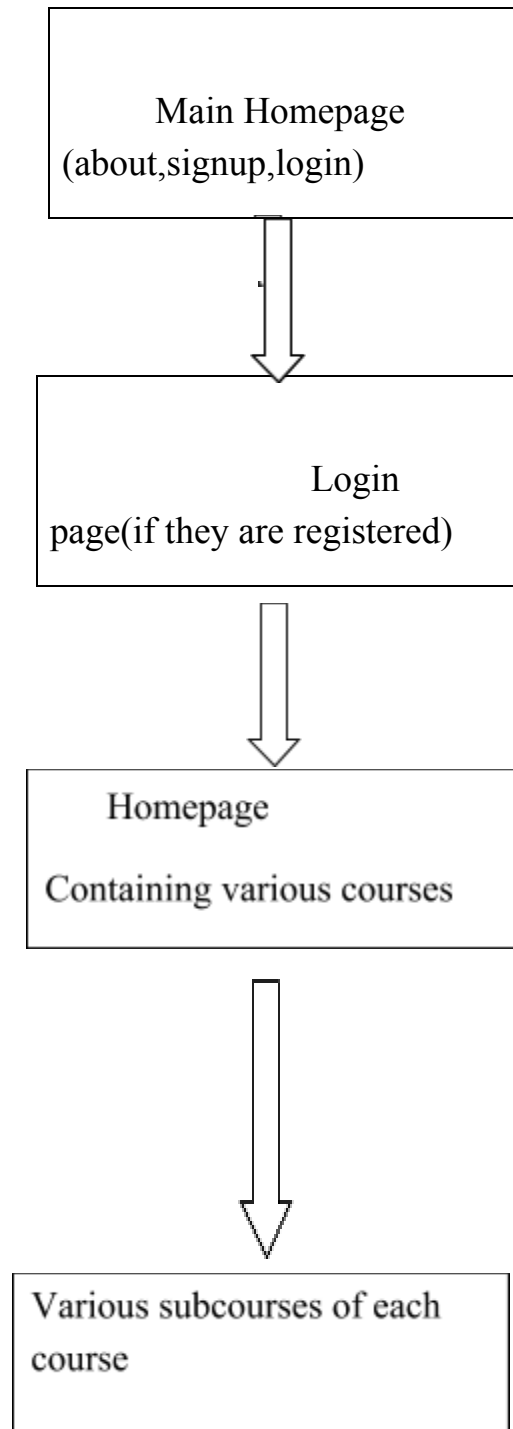 Main Homepage
(about,signup,login)
Login
page(if they are registered)
Homepage
Containing various courses
Various subcourses of each
course